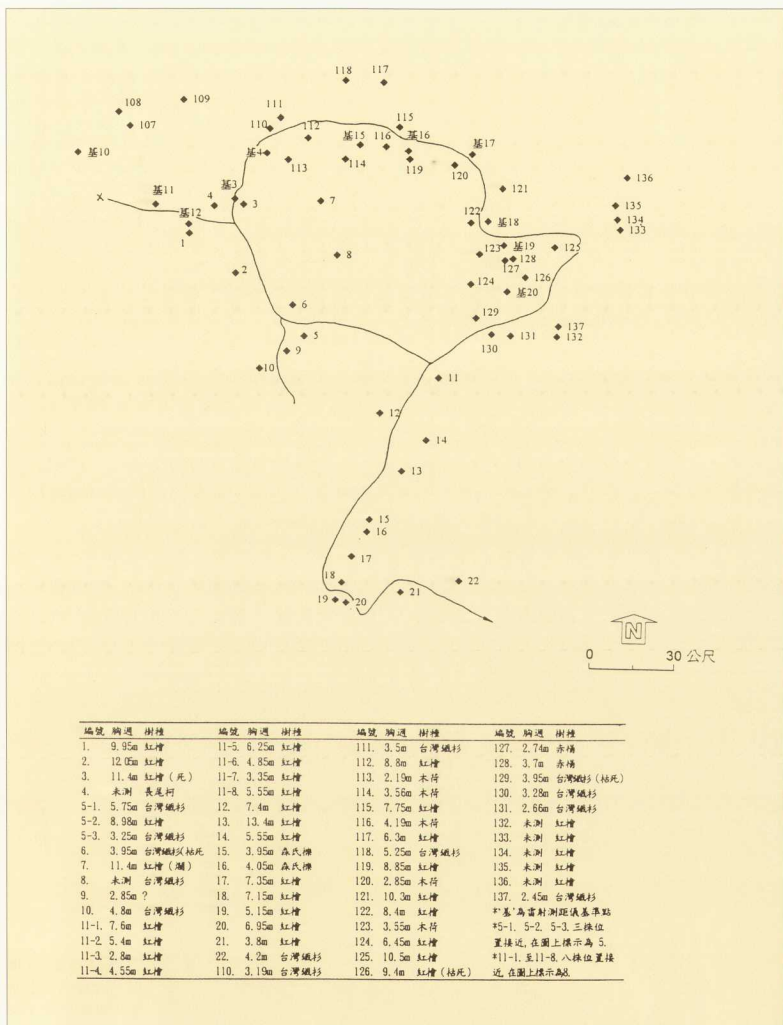 118 117
108 109 111 115
107 110 112 基15 116 基16 基17
基10 基4 113 114 119 120
136
基11 基3 121
4 3 7 135
基12 122 基18 134
1 133
8 123 基19 125
128
127
2 124 126
基20
6 129
137
5 130 131 132
9
10 11
12
14
13
15
16
17
18 22
19 20 21
N
0 30 公尺
編號 胸週 樹種
1. 9.95m 紅檜
2. 12.05m 紅檜
3. 11.4m 紅檜 (死)
4. 未測 長尾柯
5-1. 5.75m 台灣鐵杉
5-2. 8.98m 紅檜
5-3. 3.25m 台灣鐵杉
6. 3.95m 台灣鐵杉(枯死
7. 11.4m 紅檜 (爛)
8. 未測 台灣鐵杉
9. 2.85m ?
10. 4.8m 台灣鐵杉
11-1. 7.6m 紅檜
11-2. 5.4m 紅檜
11-3. 2.8m 紅檜
11-4. 4.55m 紅檜
編號 胸週 樹種
11-5. 6.25m 紅檜
11-6. 4.85m 紅檜
11-7. 3.35m 紅檜
11-8. 5.55m 紅檜
12. 7.4m 紅檜
13. 13.4m 紅檜
14. 5.55m 紅檜
15. 3.95m 森氏櫟
16. 4.05m 森氏櫟
17. 7.35m 紅檜
18. 7.15m 紅檜
19. 5.15m 紅檜
20. 6.95m 紅檜
21. 3.8m 紅檜
22. 4.2m 台灣鐵杉
110. 3.19m 台灣鐵杉
編號 胸週 樹種
111. 3.5m 台灣鐵杉
112. 8.8m 紅檜
113. 2.19m 木荷
114. 3.56m 木荷
115. 7.75m 紅檜
116. 4.19m 木荷
117. 6.3m 紅檜
118. 5.25m 台灣鐵杉
119. 8.85m 紅檜
120. 2.85m 木荷
121. 10.3m 紅檜
122. 8.4m 紅檜
123. 3.55m 木荷
124. 6.45m 紅檜
125. 10.5m 紅檜
126. 9.4m 紅檜 (枯死)
編號 胸週 樹種
127. 2.74m 赤楊
128. 3.7m 赤楊
129. 3.95m 台灣鐵杉(枯死)
130. 3.28m 台灣鐵杉
131. 2.66m 台灣鐵杉
132. 未測 紅檜
133. 未測 紅檜
134. 未測 紅檜
135. 未測 紅檜
136. 未測 紅檜
137. 2.45m 台灣鐵杉
*"基"為雷射測距儀基準點
*5-1. 5-2. 5-3. 三株位
置接近,在圖上標示為 5.
*11-1. 至11-8. 八株位置接
近,在圖上標示為8.